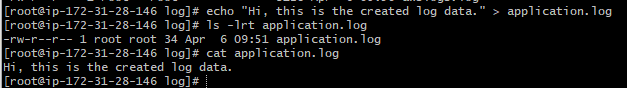 [root@ip-172-31-28-146 log]# echo "Hi, this is the created log data." > application.log
[root@ip-172-31-28-146 log]# ls -lrt application.log
-rw-r--r-- 1 root root 34 Apr  6 09:51 application.log
[root@ip-172-31-28-146 log]# cat application.log
Hi, this is the created log data.
[root@ip-172-31-28-146 log]#